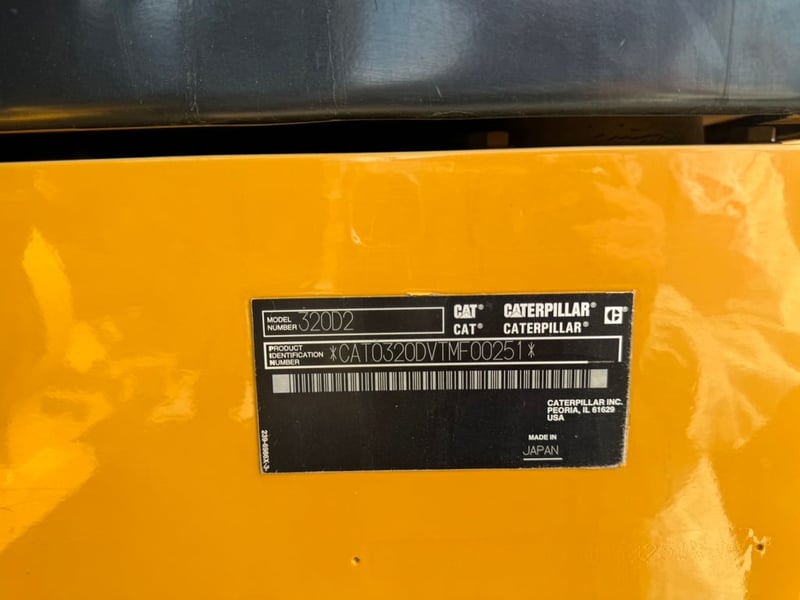 MODEL NUMBER 320D2
CAT® CATERPILLAR® C
CAT® CATERPILLAR®
PRODUCT IDENTIFICATION NUMBER *CAT0320DVTMF00251*
CATERPILLAR INC.
PEORIA, IL 61629
USA
MADE IN
JAPAN